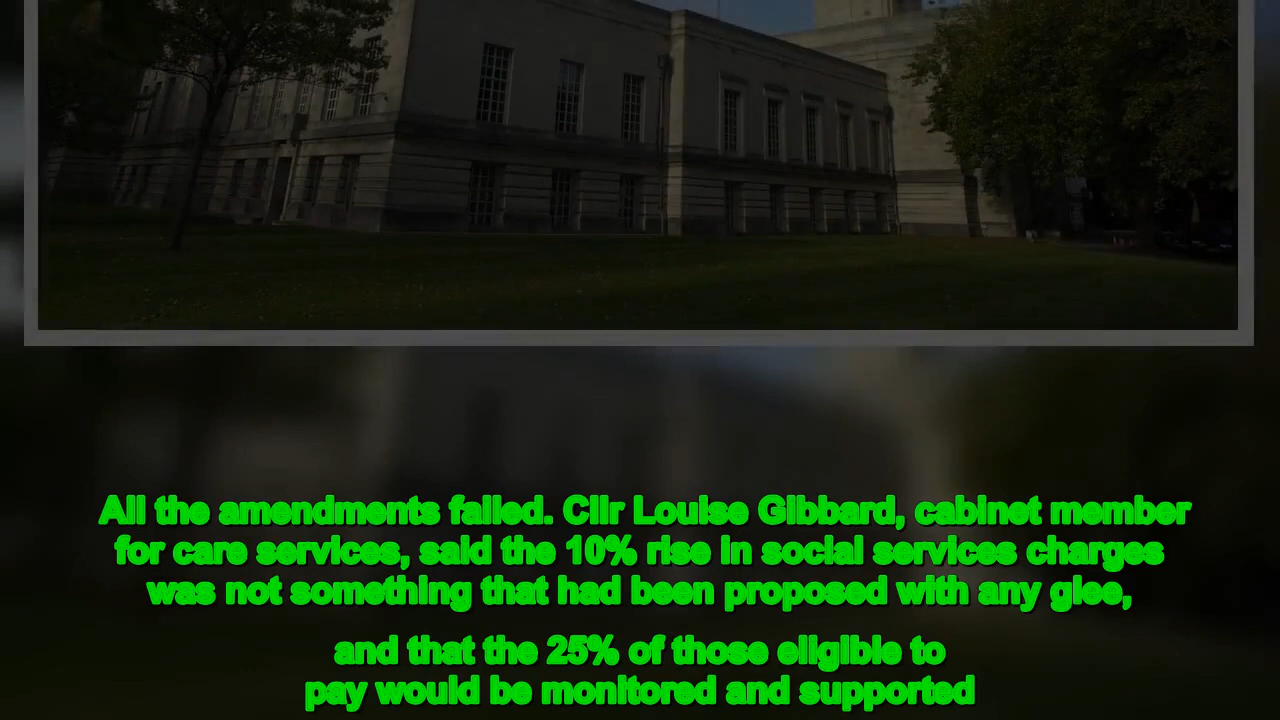 All the amendments failed. Cllr Louise Gibbard, cabinet member
for care services, said the 10% rise in social services charges
was not something that had been proposed with any glee,
and that the 25% of those eligible to
pay would be monitored and supported